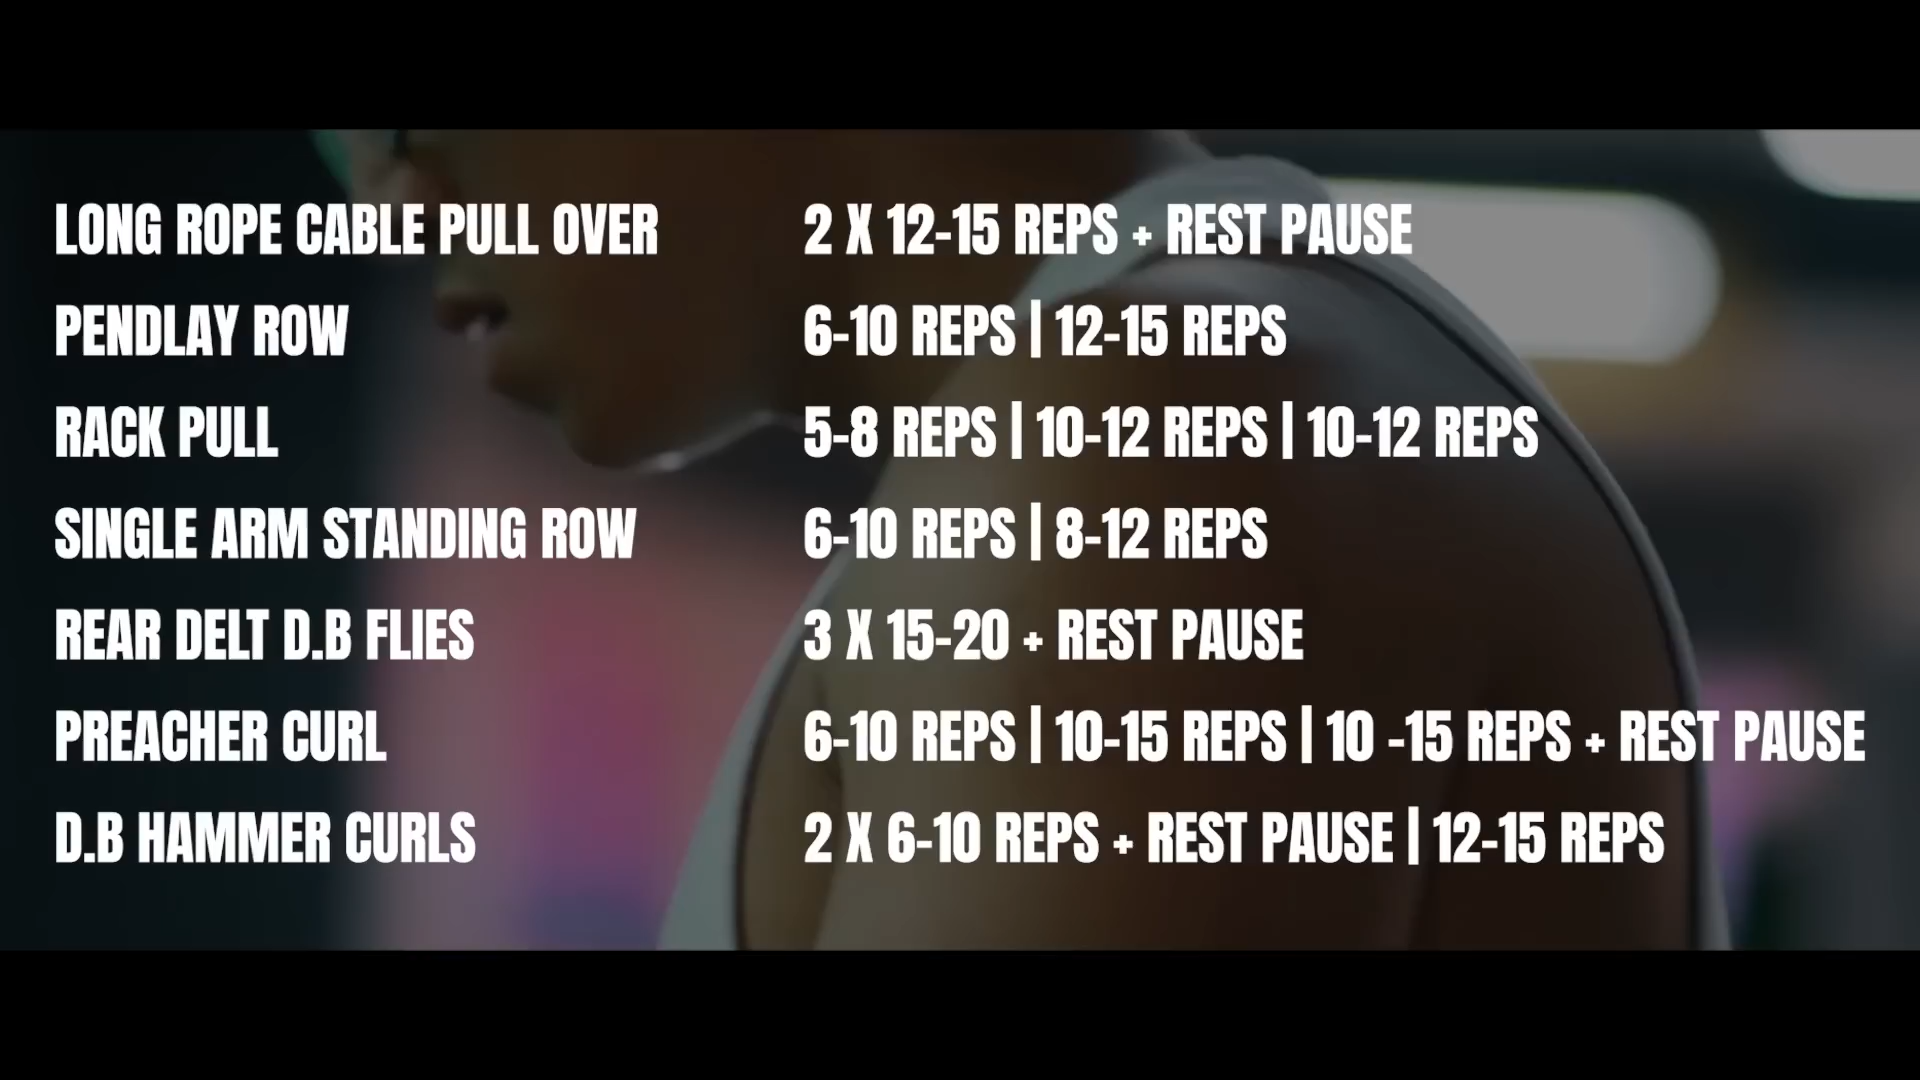 LONG ROPE CABLE PULL OVER 2 X 12-15 REPS + REST PAUSE
PENDLAY ROW 6-10 REPS | 12-15 REPS
RACK PULL 5-8 REPS | 10-12 REPS | 10-12 REPS
SINGLE ARM STANDING ROW 6-10 REPS | 8-12 REPS
REAR DELT D.B FLIES 3 X 15-20 + REST PAUSE
PREACHER CURL 6-10 REPS | 10-15 REPS | 10 -15 REPS + REST PAUSE
D.B HAMMER CURLS 2 X 6-10 REPS + REST PAUSE | 12-15 REPS